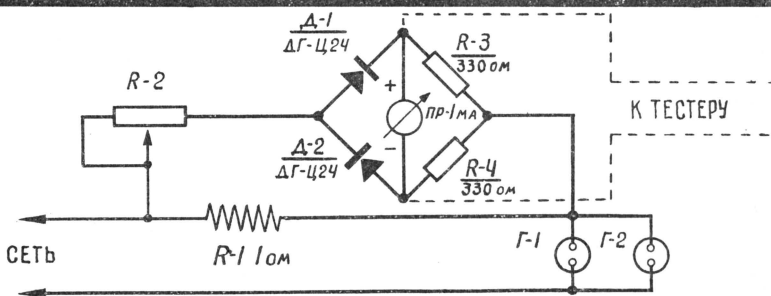 Д-1
ДГ-Ц24
R-3
330 ом
R-2
+
ПР-1 МА
−
К ТЕСТЕРУ
Д-2
ДГ-Ц24
R-4
330 ом
СЕТЬ
R-1 1 ом
Г-1
Г-2